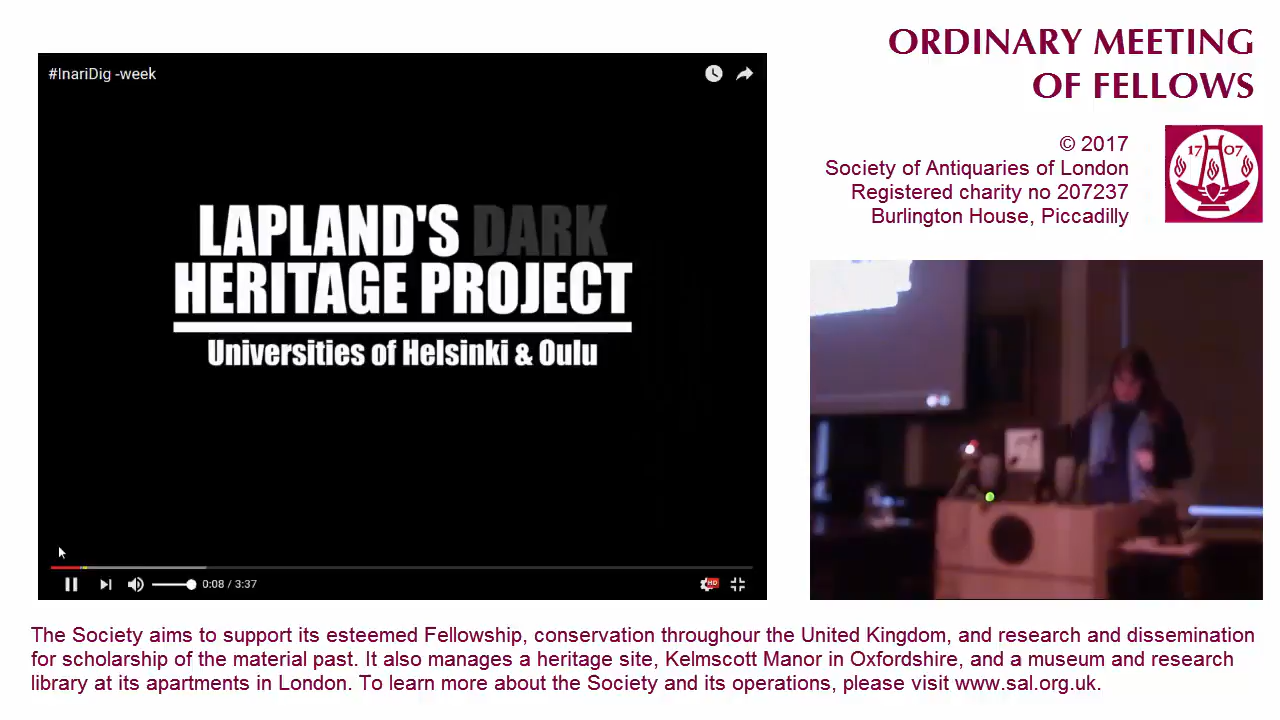 #InariDig -week
LAPLAND'S DARK
HERITAGE PROJECT
Universities of Helsinki & Oulu
0:08 / 3:37
HD
ORDINARY MEETING
OF FELLOWS
© 2017
Society of Antiquaries of London
Registered charity no 207237
Burlington House, Piccadilly
17 07
The Society aims to support its esteemed Fellowship, conservation throughour the United Kingdom, and research and dissemination
for scholarship of the material past. It also manages a heritage site, Kelmscott Manor in Oxfordshire, and a museum and research
library at its apartments in London. To learn more about the Society and its operations, please visit www.sal.org.uk.